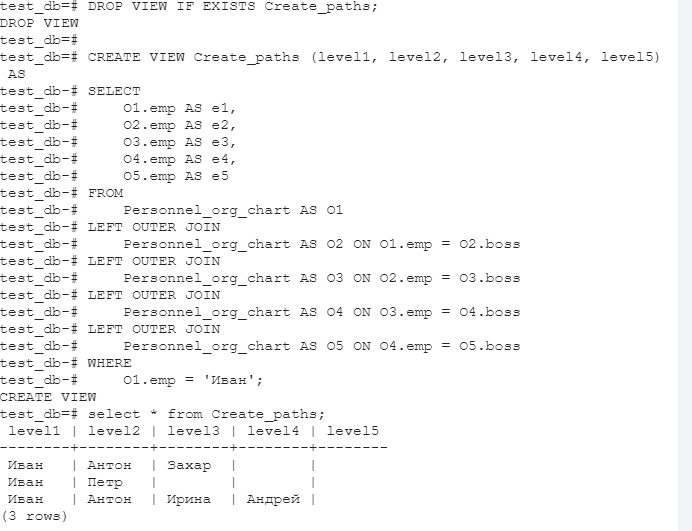 test_db=# DROP VIEW IF EXISTS Create_paths;
DROP VIEW
test_db=#
test_db=# CREATE VIEW Create_paths (level1, level2, level3, level4, level5)
 AS
test_db-# SELECT
test_db-#     O1.emp AS e1,
test_db-#     O2.emp AS e2,
test_db-#     O3.emp AS e3,
test_db-#     O4.emp AS e4,
test_db-#     O5.emp AS e5
test_db-# FROM
test_db-#     Personnel_org_chart AS O1
test_db-# LEFT OUTER JOIN
test_db-#     Personnel_org_chart AS O2 ON O1.emp = O2.boss
test_db-# LEFT OUTER JOIN
test_db-#     Personnel_org_chart AS O3 ON O2.emp = O3.boss
test_db-# LEFT OUTER JOIN
test_db-#     Personnel_org_chart AS O4 ON O3.emp = O4.boss
test_db-# LEFT OUTER JOIN
test_db-#     Personnel_org_chart AS O5 ON O4.emp = O5.boss
test_db-# WHERE
test_db-#     O1.emp = 'Иван';
CREATE VIEW
test_db=# select * from Create_paths;
 level1 | level2 | level3 | level4 | level5
--------+--------+--------+--------+--------
 Иван   | Антон  | Захар  |        |
 Иван   | Петр   |        |        |
 Иван   | Антон  | Ирина  | Андрей |
(3 rows)